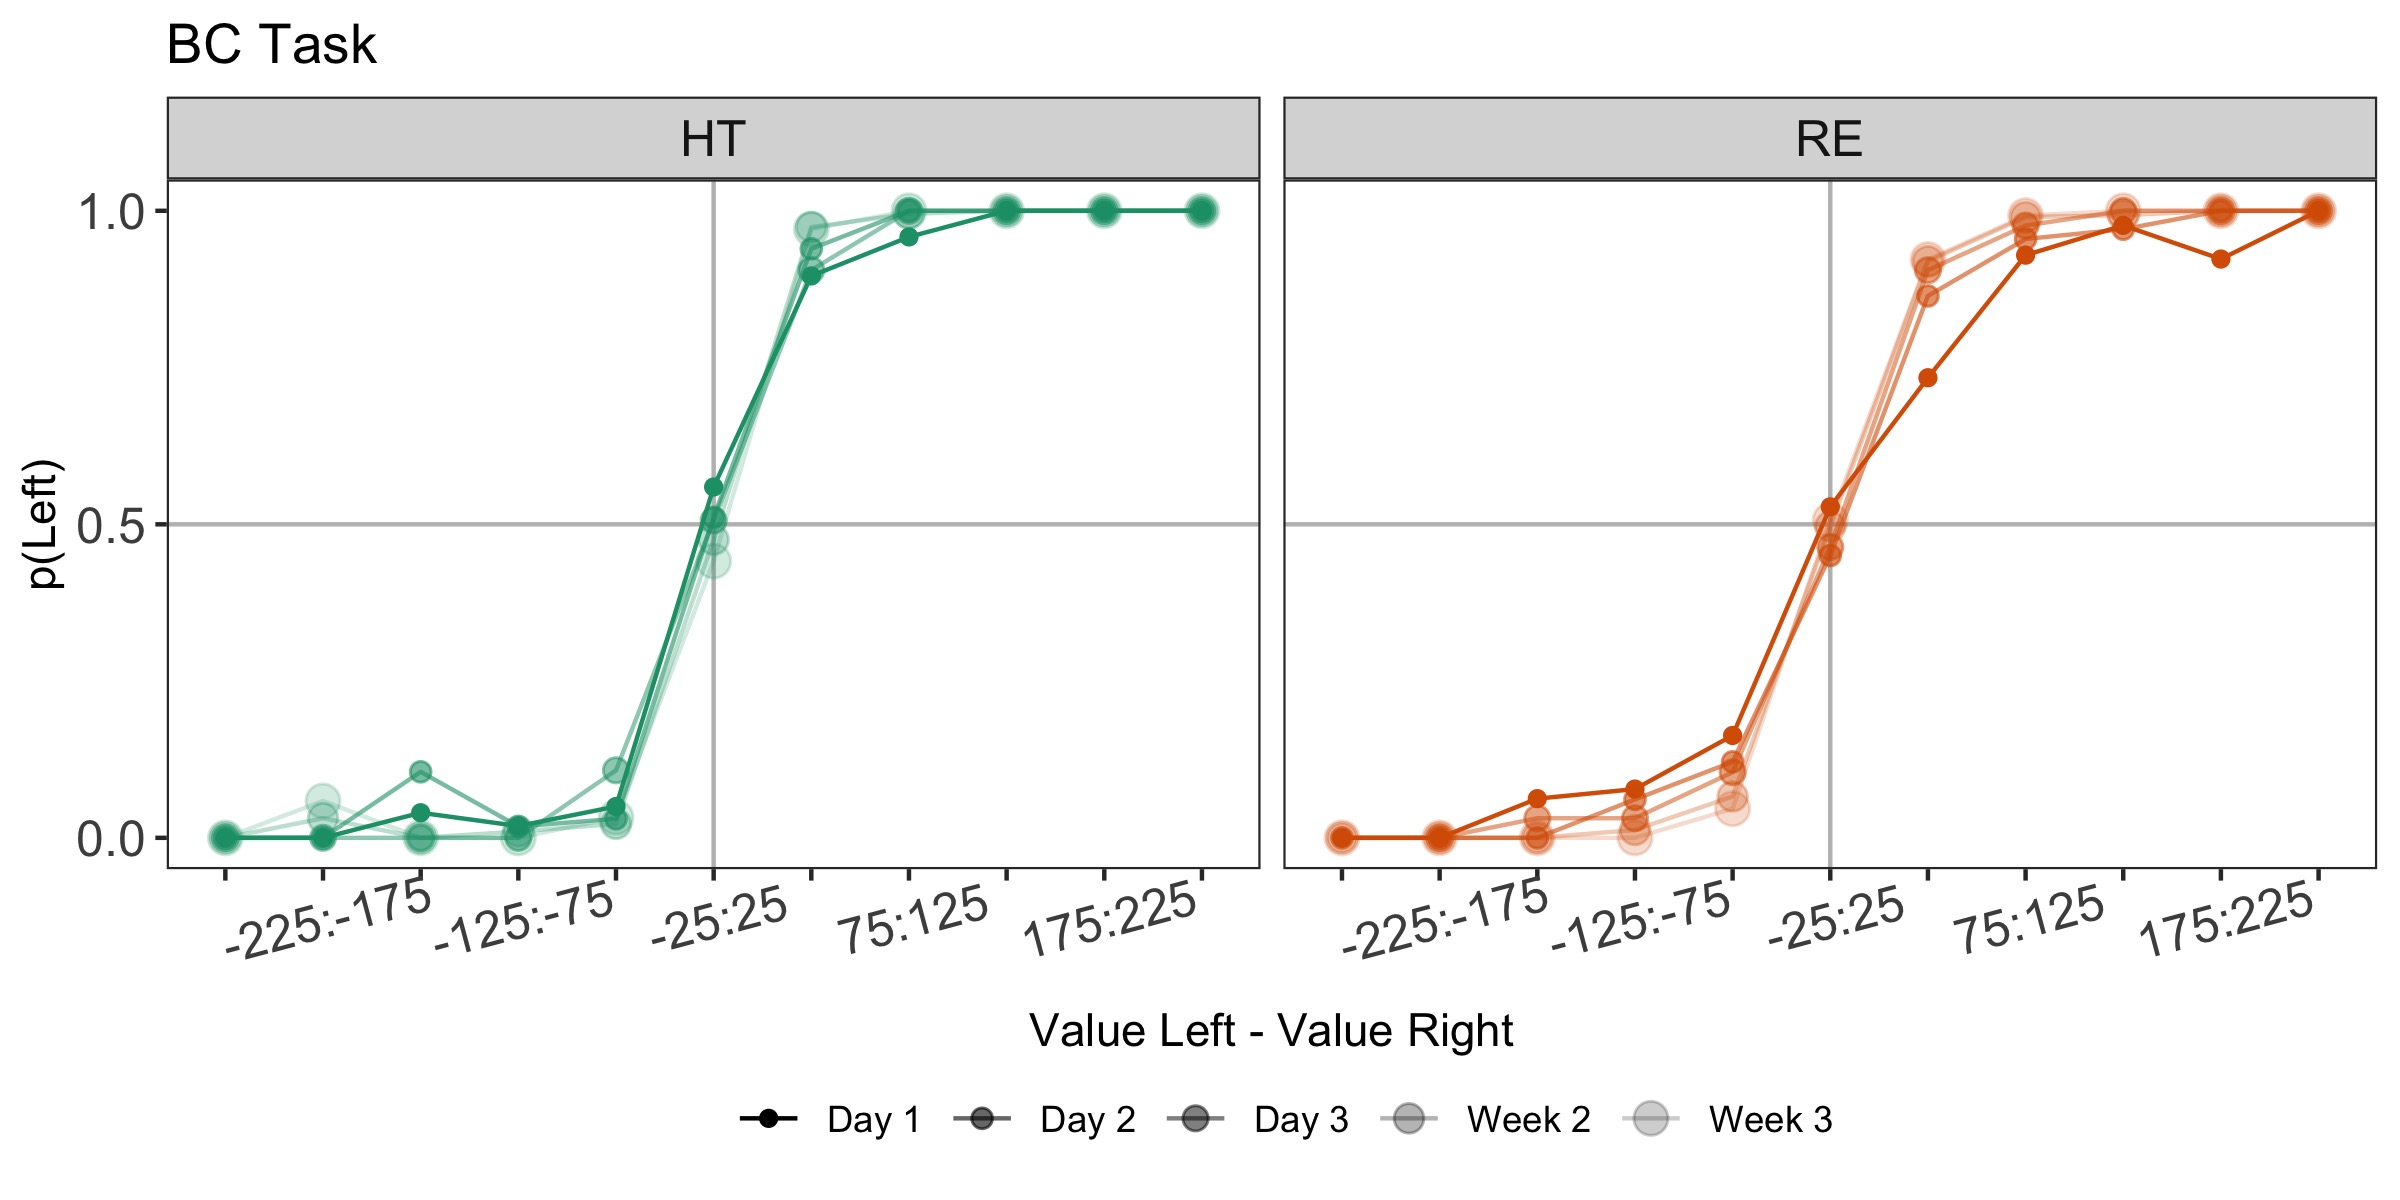 BC Task
HT
RE
1.0
0.5
0.0
p(Left)
-225:-175
-125:-75
-25:25
75:125
175:225
-225:-175
-125:-75
-25:25
75:125
175:225
Value Left - Value Right
Day 1
Day 2
Day 3
Week 2
Week 3